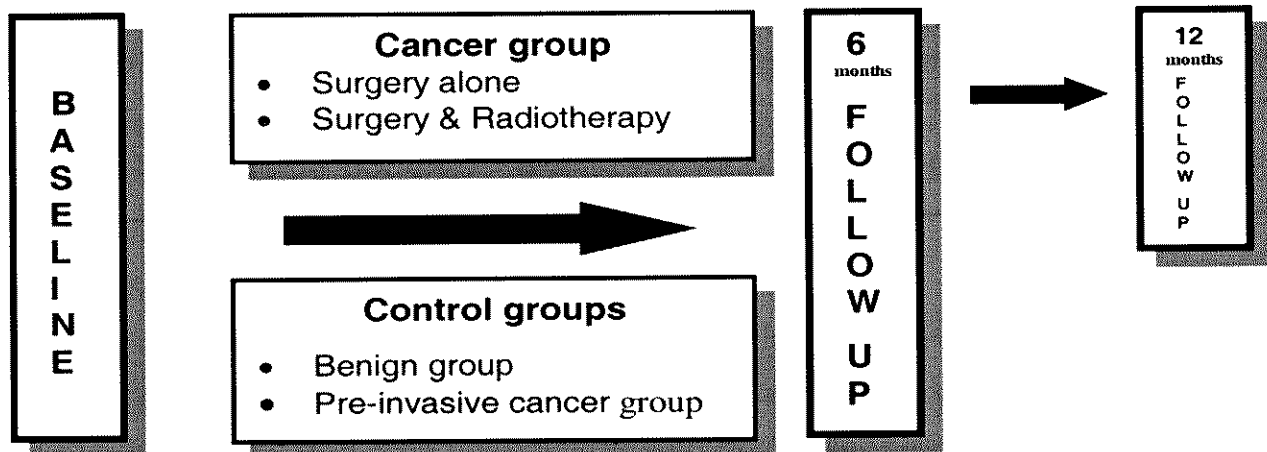 BASELINE
Cancer group
• Surgery alone
• Surgery & Radiotherapy
Control groups
• Benign group
• Pre-invasive cancer group
6
months
FOLLOW UP
12
months
FOLLOW UP